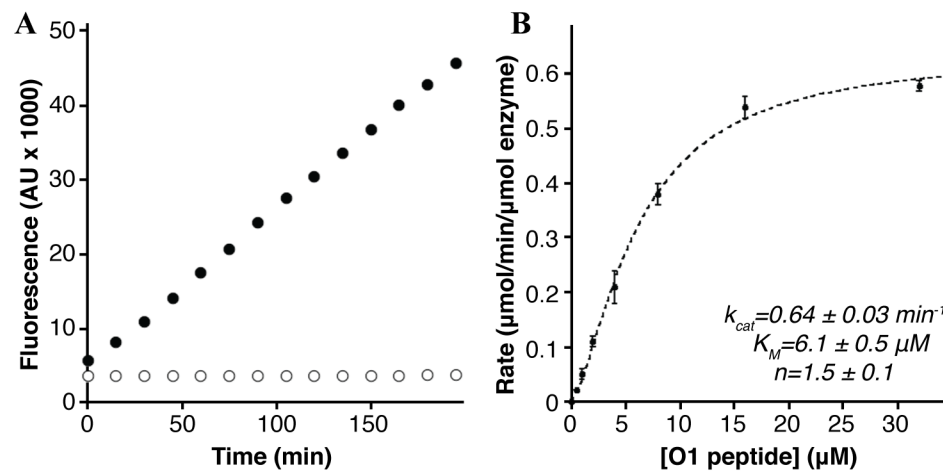 A
50
40
30
20
10
0
Fluorescence (AU x 1000)
0
50
100
150
Time (min)
B
0.6
0.5
0.4
0.3
0.2
0.1
0
Rate (µmol/min/µmol enzyme)
0
5
10
15
20
25
30
[O1 peptide] (µM)
kcat=0.64 ± 0.03 min-1
KM=6.1 ± 0.5 µM
n=1.5 ± 0.1